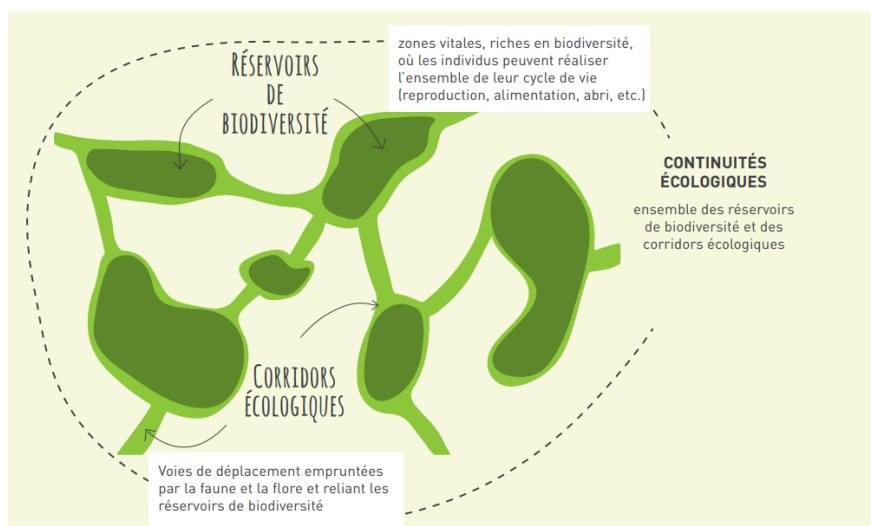 RÉSERVOIRS
DE
BIODIVERSITÉ
zones vitales, riches en biodiversité,
où les individus peuvent réaliser
l'ensemble de leur cycle de vie
(reproduction, alimentation, abri, etc.)
CONTINUITÉS
ÉCOLOGIQUES
ensemble des réservoirs
de biodiversité et des
corridors écologiques
CORRIDORS
ÉCOLOGIQUES
Voies de déplacement empruntées
par la faune et la flore et reliant les
réservoirs de biodiversité